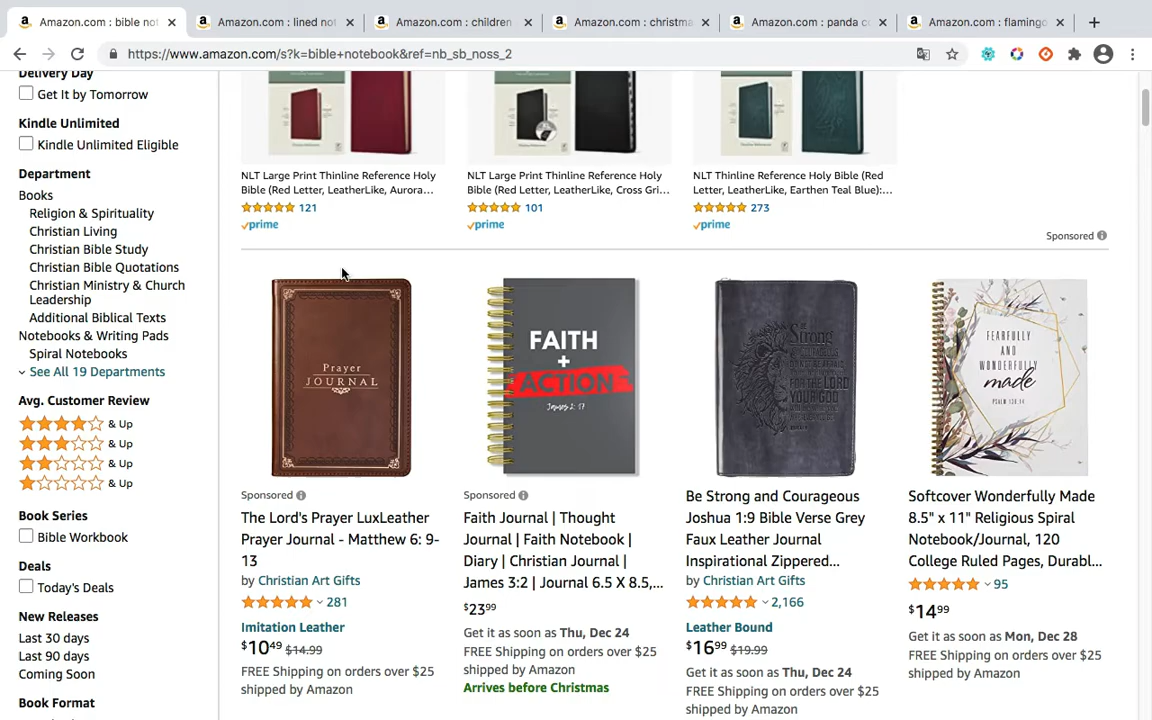 Amazon.com : bible no
Amazon.com : lined no
Amazon.com : children
Amazon.com : christma
Amazon.com : panda c
Amazon.com : flamingo
https://www.amazon.com/s?k=bible+notebook&ref=nb_sb_noss_2
Delivery Day
Get It by Tomorrow
Kindle Unlimited
Kindle Unlimited Eligible
Department
Books
Religion & Spirituality
Christian Living
Christian Bible Study
Christian Bible Quotations
Christian Ministry & Church
Leadership
Additional Biblical Texts
Notebooks & Writing Pads
Spiral Notebooks
See All 19 Departments
Avg. Customer Review
& Up
& Up
& Up
& Up
Book Series
Bible Workbook
Deals
Today's Deals
New Releases
Last 30 days
Last 90 days
Coming Soon
Book Format
NLT Large Print Thinline Reference Holy
Bible (Red Letter, LeatherLike, Aurora...
121
prime
NLT Large Print Thinline Reference Holy
Bible (Red Letter, LeatherLike, Cross Gri...
101
prime
NLT Thinline Reference Holy Bible (Red
Letter, LeatherLike, Earthen Teal Blue):...
273
prime
Sponsored
Prayer
JOURNAL
Sponsored
The Lord's Prayer LuxLeather
Prayer Journal - Matthew 6: 9-
13
by Christian Art Gifts
281
Imitation Leather
$1049 $14.99
FREE Shipping on orders over $25
shipped by Amazon
FAITH
+
ACTION
James 2:17
Sponsored
Faith Journal | Thought
Journal | Faith Notebook |
Diary | Christian Journal |
James 3:2 | Journal 6.5 X 8.5,...
$2399
Get it as soon as Thu, Dec 24
FREE Shipping on orders over $25
shipped by Amazon
Arrives before Christmas
Be
Strong
FOR THE LORD
YOUR GOD
Be Strong and Courageous
Joshua 1:9 Bible Verse Grey
Faux Leather Journal
Inspirational Zippered...
by Christian Art Gifts
2,166
Leather Bound
$1699 $19.99
Get it as soon as Thu, Dec 24
FREE Shipping on orders over $25
shipped by Amazon
FEARFULLY
AND
WONDERFULLY
made
PSALM 139:14
Softcover Wonderfully Made
8.5" x 11" Religious Spiral
Notebook/Journal, 120
College Ruled Pages, Durabl...
95
$1499
Get it as soon as Mon, Dec 28
FREE Shipping on orders over $25
shipped by Amazon